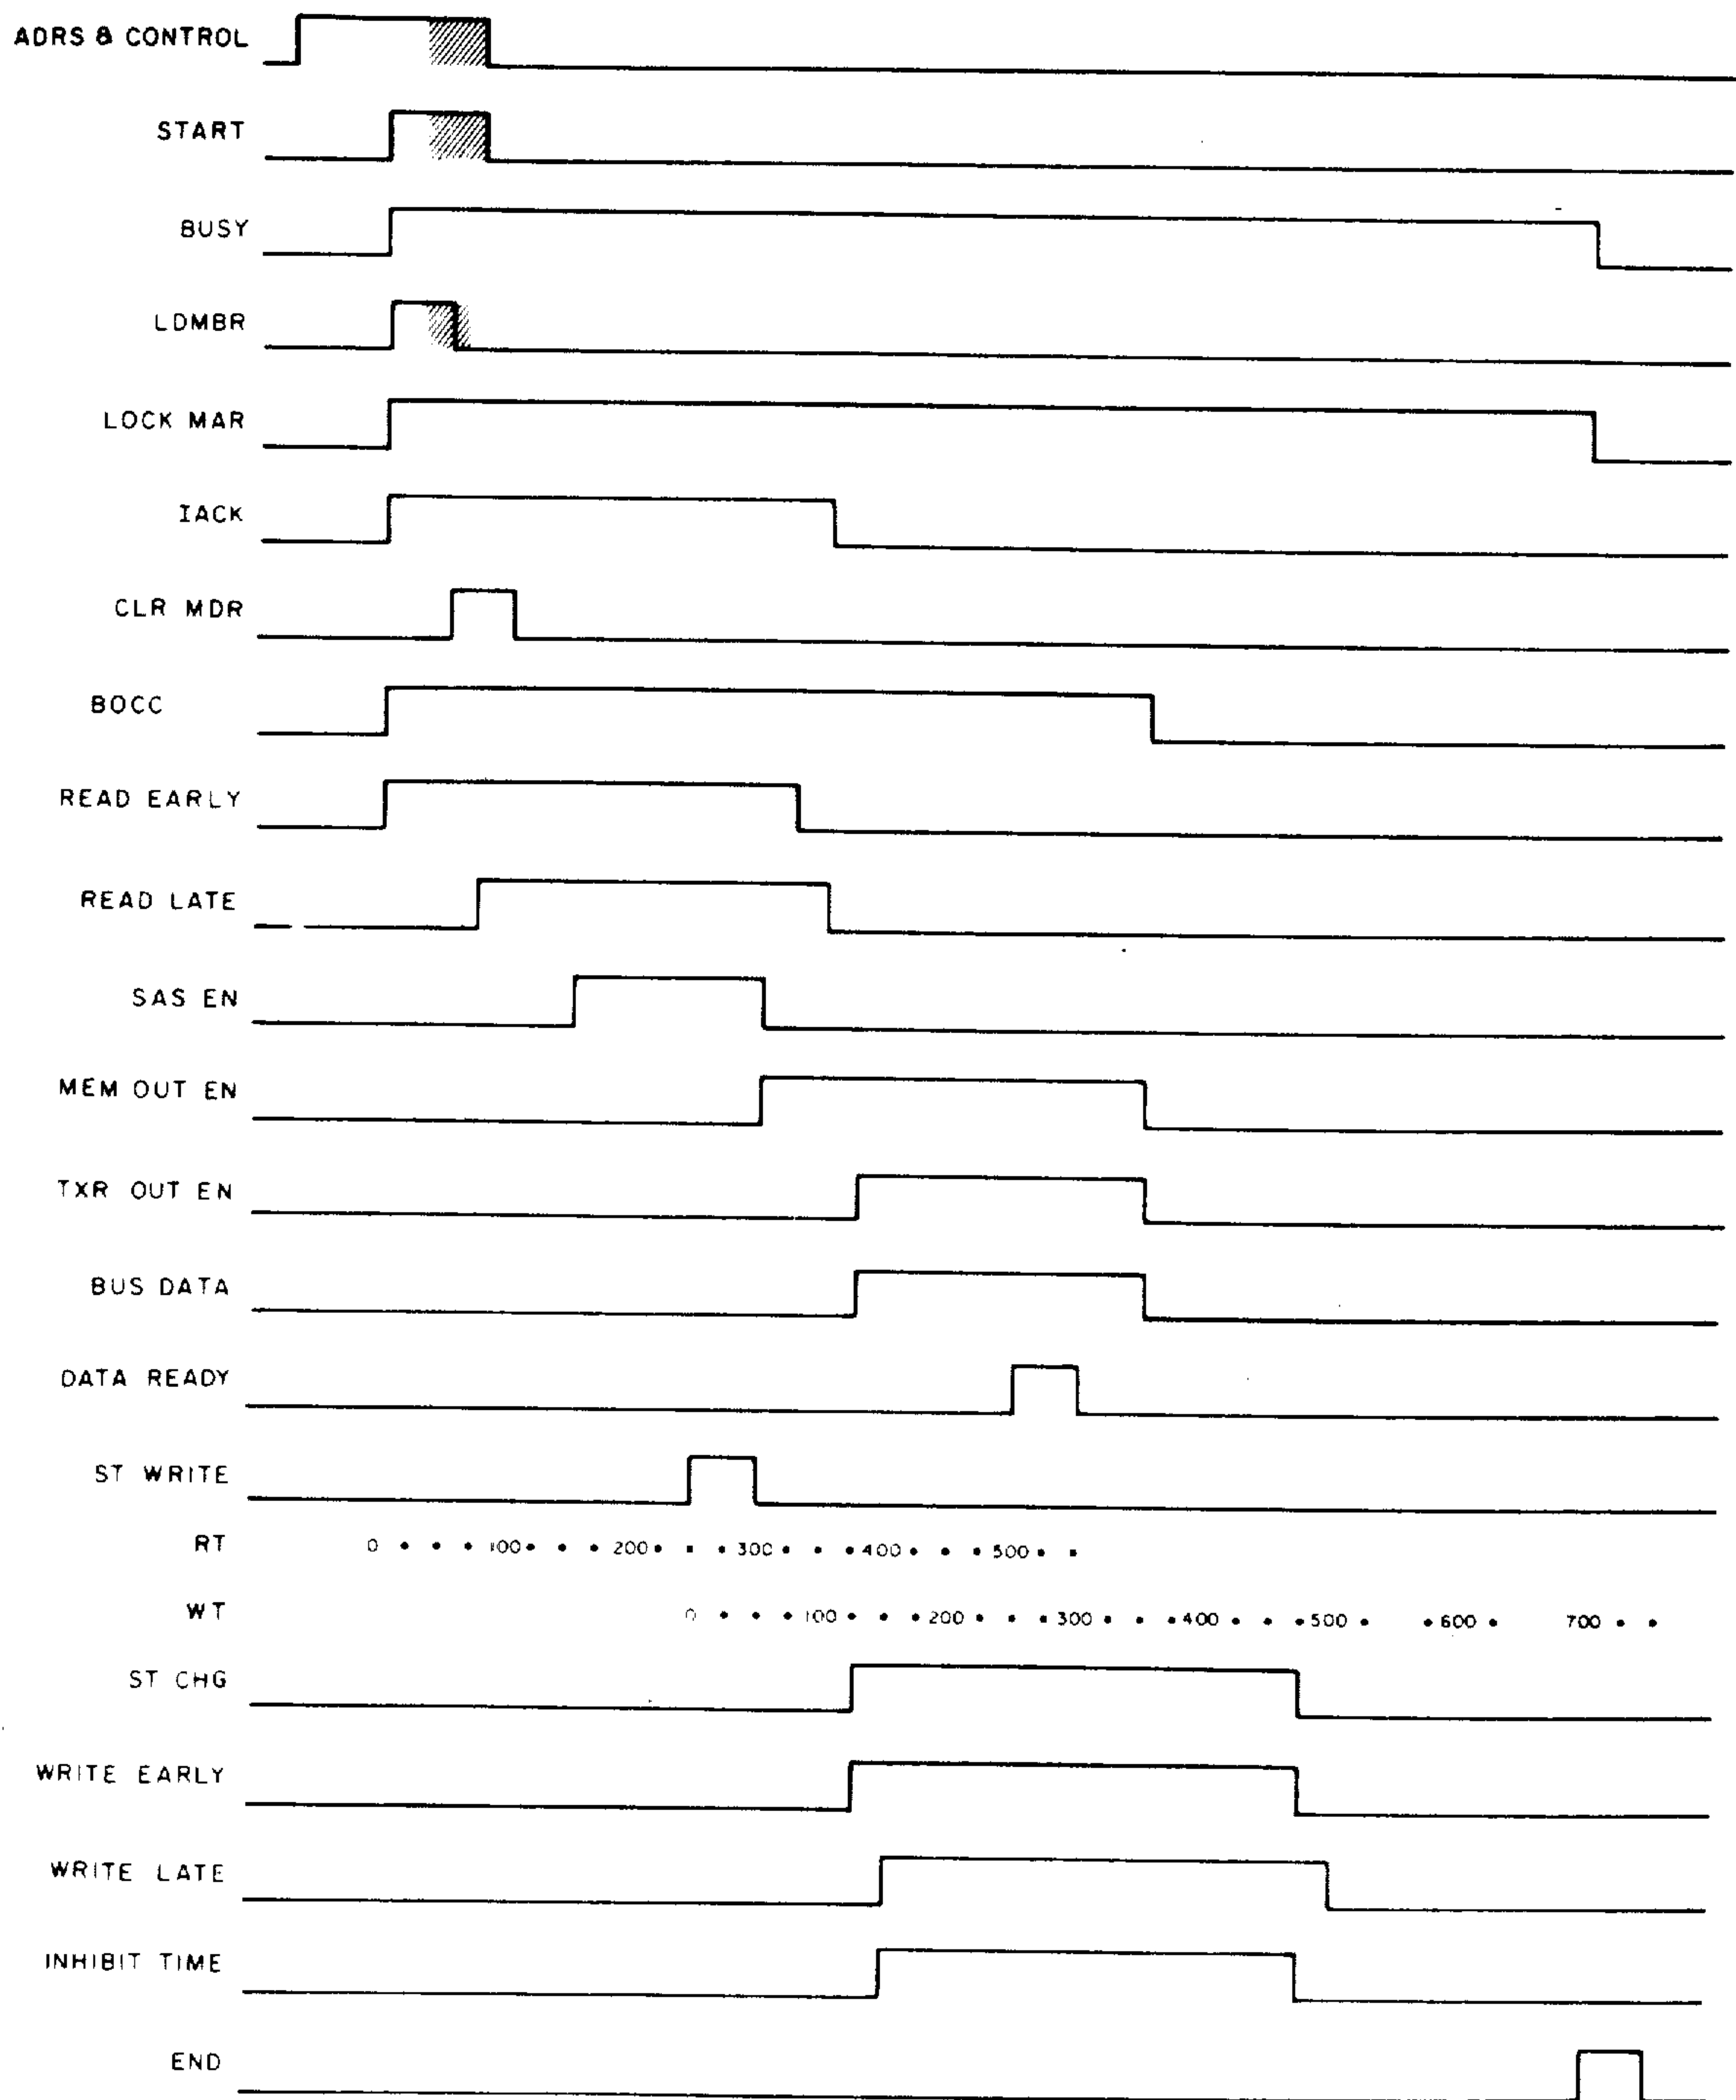 ADRS & CONTROL
START
BUSY
LDMBR
LOCK MAR
IACK
CLR MDR
BOCC
READ EARLY
READ LATE
SAS EN
MEM OUT EN
TXR OUT EN
BUS DATA
DATA READY
ST WRITE
RT 0 • • • 100 • • • 200 • • • 300 • • • 400 • • • 500 • •
WT 0 • • • 100 • • • 200 • • • 300 • • • 400 • • • 500 • • 600 • 700 • •
ST CHG
WRITE EARLY
WRITE LATE
INHIBIT TIME
END